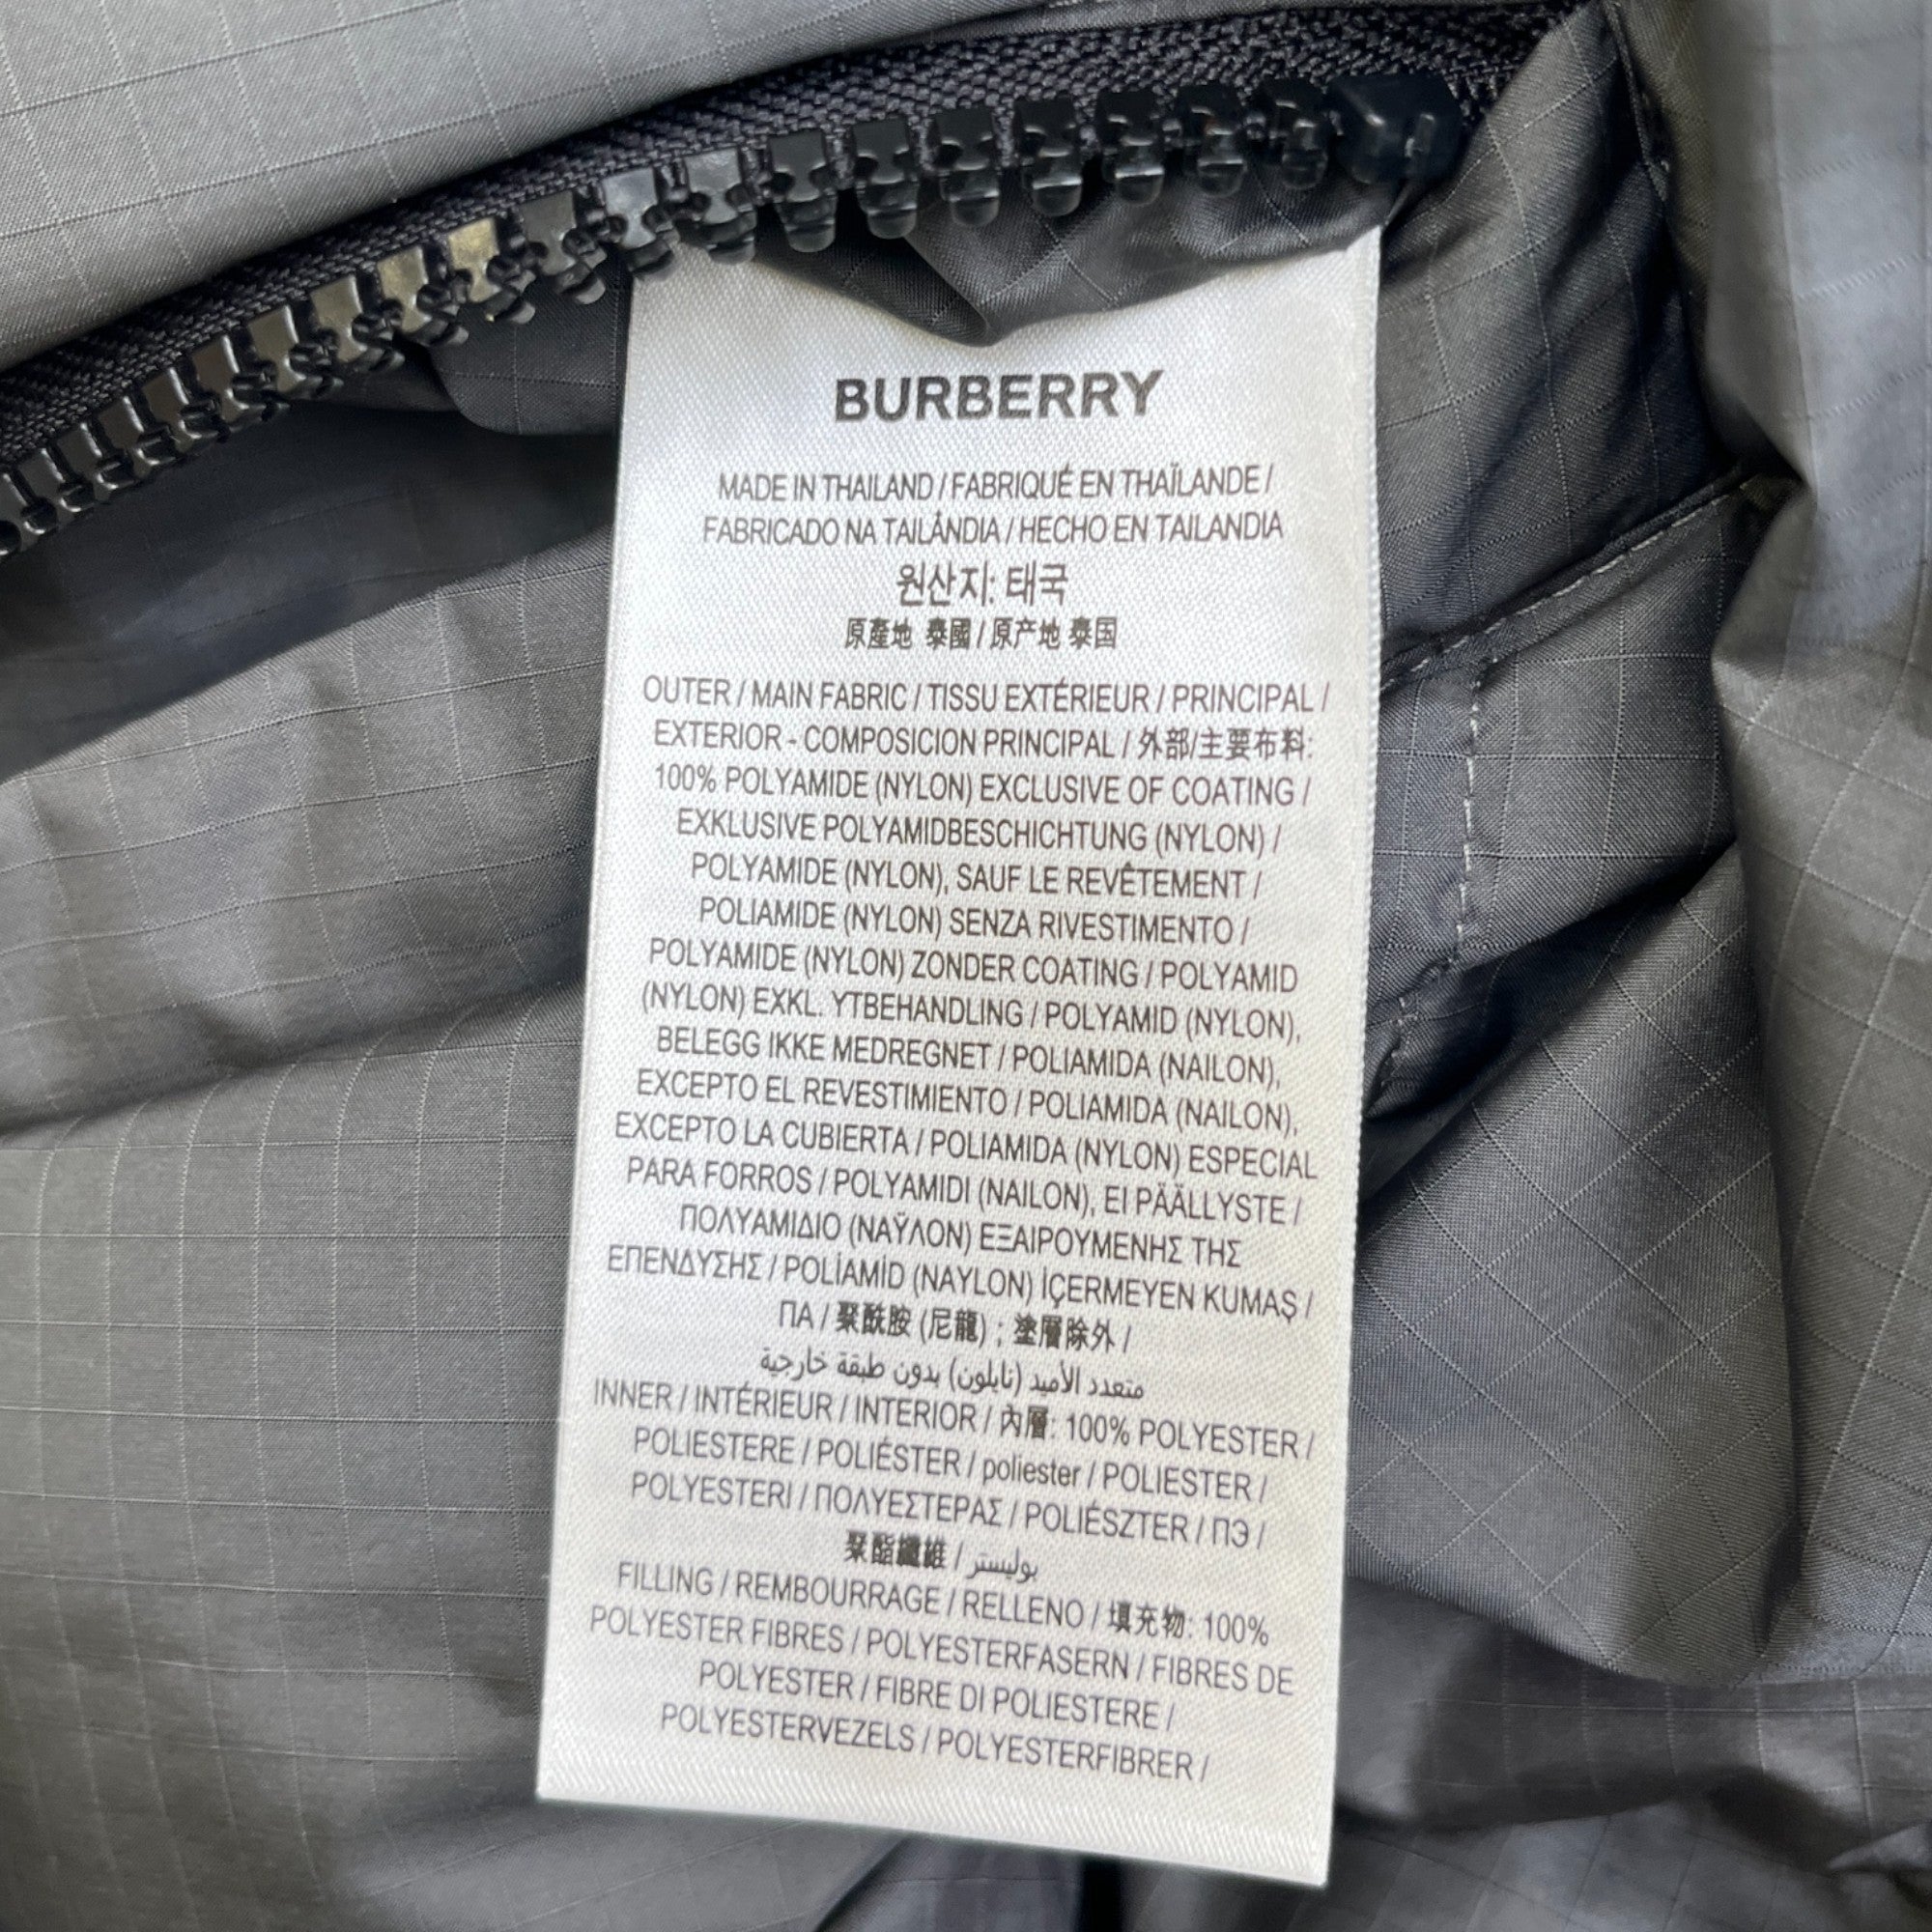 BURBERRY
MADE IN THAILAND / FABRIQUÉ EN THAÏLANDE /
FABRICADO NA TAILÂNDIA / HECHO EN TAILANDIA
원산지: 태국
原產地 泰國 / 原产地 泰国
OUTER / MAIN FABRIC / TISSU EXTÉRIEUR / PRINCIPAL /
EXTERIOR - COMPOSICION PRINCIPAL / 外部/主要布料:
100% POLYAMIDE (NYLON) EXCLUSIVE OF COATING /
EXKLUSIVE POLYAMIDBESCHICHTUNG (NYLON) /
POLYAMIDE (NYLON), SAUF LE REVÊTEMENT /
POLIAMIDE (NYLON) SENZA RIVESTIMENTO /
POLYAMIDE (NYLON) ZONDER COATING / POLYAMID
(NYLON) EXKL. YTBEHANDLING / POLYAMID (NYLON),
BELEGG IKKE MEDREGNET / POLIAMIDA (NAILON),
EXCEPTO EL REVESTIMIENTO / POLIAMIDA (NAILON),
EXCEPTO LA CUBIERTA / POLIAMIDA (NYLON) ESPECIAL
PARA FORROS / POLYAMIDI (NAILON), EI PÄÄLLYSTE /
ΠΟΛΥΑΜΙΔΙΟ (ΝΑΫΛΟΝ) ΕΞΑΙΡΟΥΜΕΝΗΣ ΤΗΣ
ΕΠΕΝΔΥΣΗΣ / POLİAMİD (NAYLON) İÇERMEYEN KUMAŞ /
ПА / 聚酰胺 (尼龍) ; 塗層除外 /
متعدد الأميد (نايلون) بدون طبقة خارجية
INNER / INTÉRIEUR / INTERIOR / 內層: 100% POLYESTER /
POLIESTERE / POLIÉSTER / poliester / POLIESTER /
POLYESTERI / ΠΟΛΥΕΣΤΕΡΑΣ / POLIÉSZTER / ПЭ /
聚酯纖維 / بوليستر
FILLING / REMBOURRAGE / RELLENO / 填充物: 100%
POLYESTER FIBRES / POLYESTERFASERN / FIBRES DE
POLYESTER / FIBRE DI POLIESTERE /
POLYESTERVEZELS / POLYESTERFIBRER /